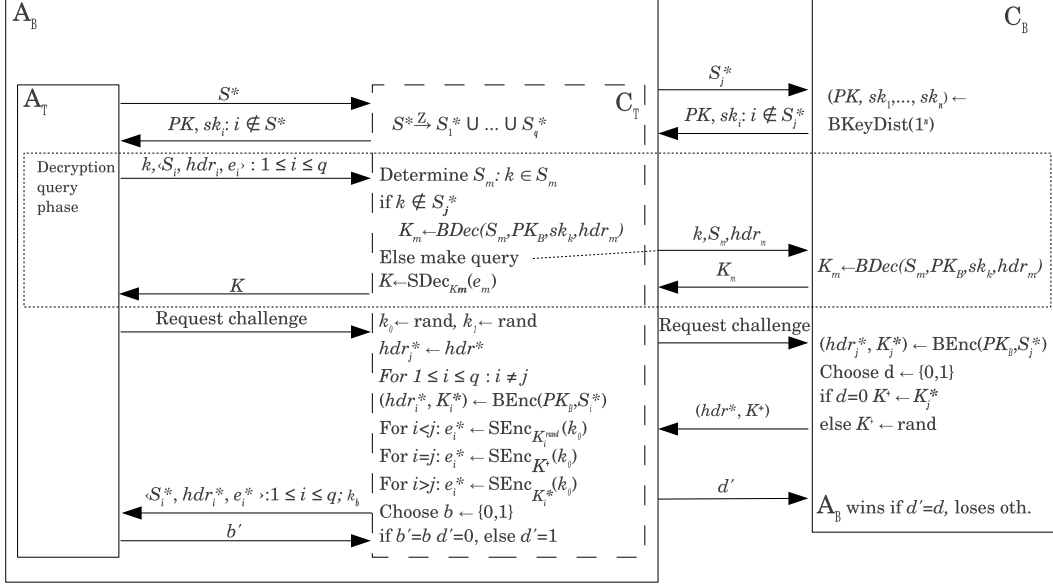 A_B
C_B
A_T
C_T
S*
PK, sk_i: i ∉ S*
S* →^Z S_1* ∪ ... ∪ S_q*
S_j*
PK, sk_i: i ∉ S_j*
(PK, sk_1,..., sk_n) ←
BKeyDist(1^n)
Decryption
query
phase
k,‹S_i, hdr_i, e_i› : 1 ≤ i ≤ q
Determine S_m: k ∈ S_m
if k ∉ S_j*
K_m←BDec(S_m,PK_B,sk_k,hdr_m)
Else make query
K←SDec_Km(e_m)
K
k,S_m,hdr_m
K_m
K_m←BDec(S_m,PK_B,sk_k,hdr_m)
Request challenge
k_0← rand, k_1← rand
hdr_j* ← hdr*
For 1 ≤ i ≤ q : i ≠ j
(hdr_i*, K_i*) ← BEnc(PK_B,S_i*)
For i<j: e_i* ← SEnc_K_i^rand(k_0)
For i=j: e_i* ← SEnc_K^+(k_0)
For i>j: e_i* ← SEnc_K_i*(k_0)
Choose b ← {0,1}
if b′=b d′=0, else d′=1
‹S_i*, hdr_i*, e_i* ›:1 ≤ i ≤ q; k_b
b′
Request challenge
(hdr*, K^+)
d′
(hdr_j*, K_j*) ← BEnc(PK_B,S_j*)
Choose d ← {0,1}
if d=0 K^+ ← K_j*
else K^+ ← rand
A_B wins if d′=d, loses oth.